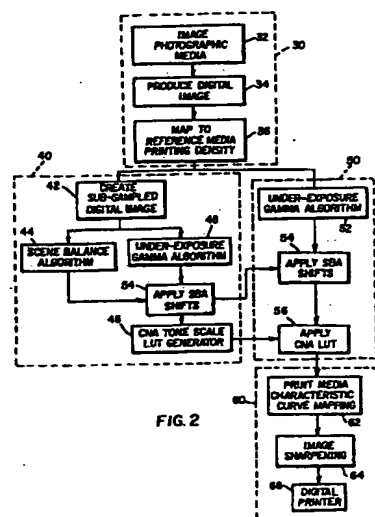 IMAGE PHOTOGRAPHIC MEDIA
32
30
PRODUCE DIGITAL IMAGE
34
MAP TO REFERENCE MEDIA PRINTING DENSITY
36
40
42
CREATE SUB-SAMPLED DIGITAL IMAGE
50
44
SCENE BALANCE ALGORITHM
48
UNDER-EXPOSURE GAMMA ALGORITHM
UNDER-EXPOSURE GAMMA ALGORITHM
52
54
APPLY SBA SHIFTS
54
APPLY SBA SHIFTS
46
CNA TONE SCALE LUT GENERATOR
56
APPLY CNA LUT
60
PRINT MEDIA CHARACTERISTIC CURVE MAPPING
62
IMAGE SHARPENING
64
DIGITAL PRINTER
FIG. 2